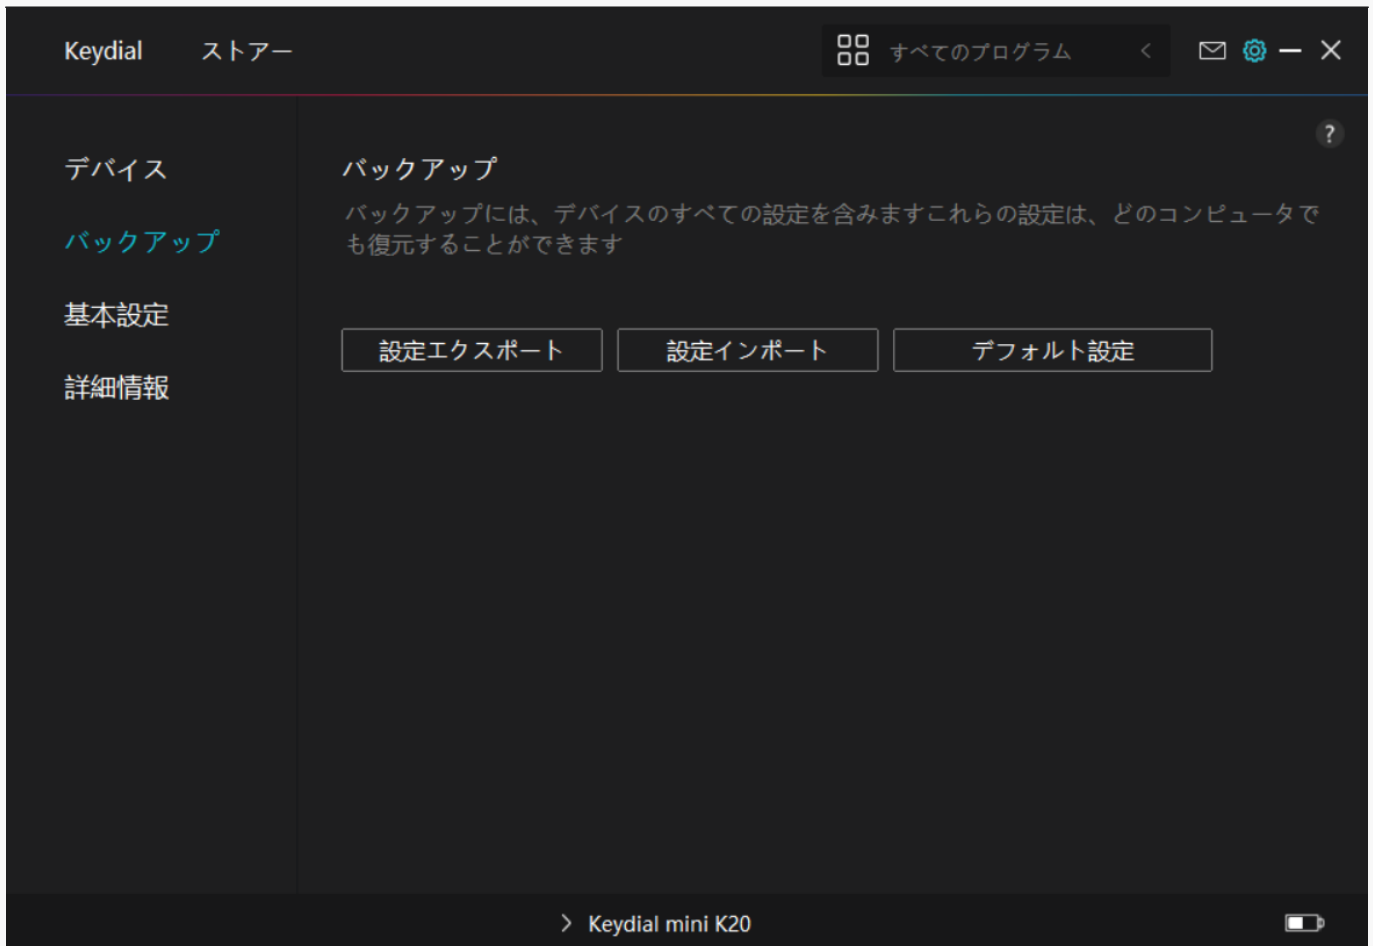 Keydial ストアー すべてのプログラム
?
デバイス
バックアップ
基本設定
詳細情報
バックアップ
バックアップには、デバイスのすべての設定を含みますこれらの設定は、どのコンピュータで
も復元することができます
設定エクスポート 設定インポート デフォルト設定
Keydial mini K20